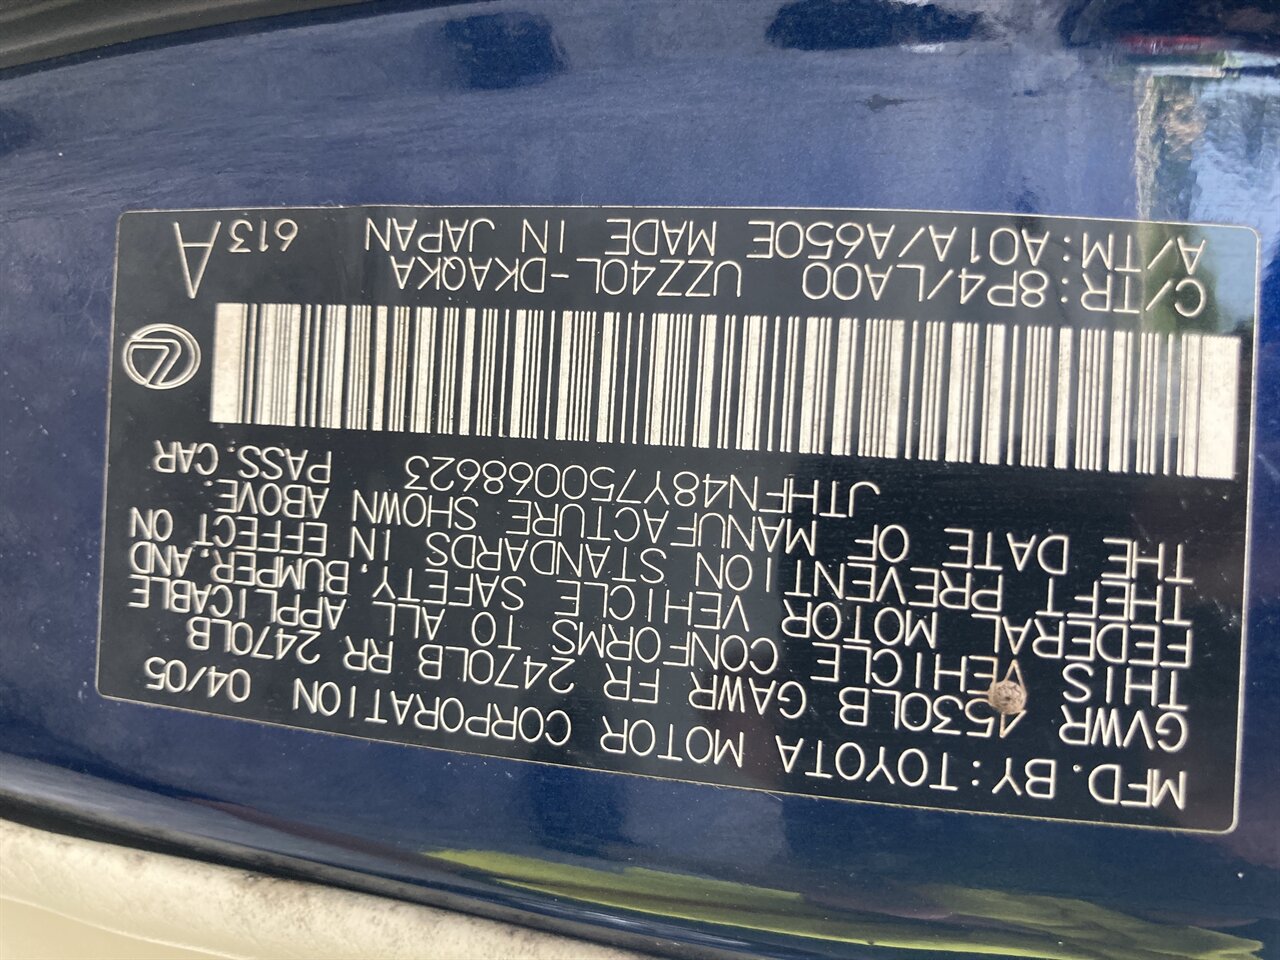 MFD. BY: TOYOTA MOTOR CORPORATION 04/05
GVWR 4530LB GAWR FR 2470LB RR 2470LB
THIS VEHICLE CONFORMS TO ALL APPLICABLE
FEDERAL MOTOR VEHICLE SAFETY, BUMPER, AND
THEFT PREVENTION STANDARDS IN EFFECT ON
THE DATE OF MANUFACTURE SHOWN ABOVE.
JTHFN48Y750068623 PASS. CAR
C/TR: 8P4/LA00 UZZ40L-DKAQKA
A/TM: A01A/A650E MADE IN JAPAN 613 A